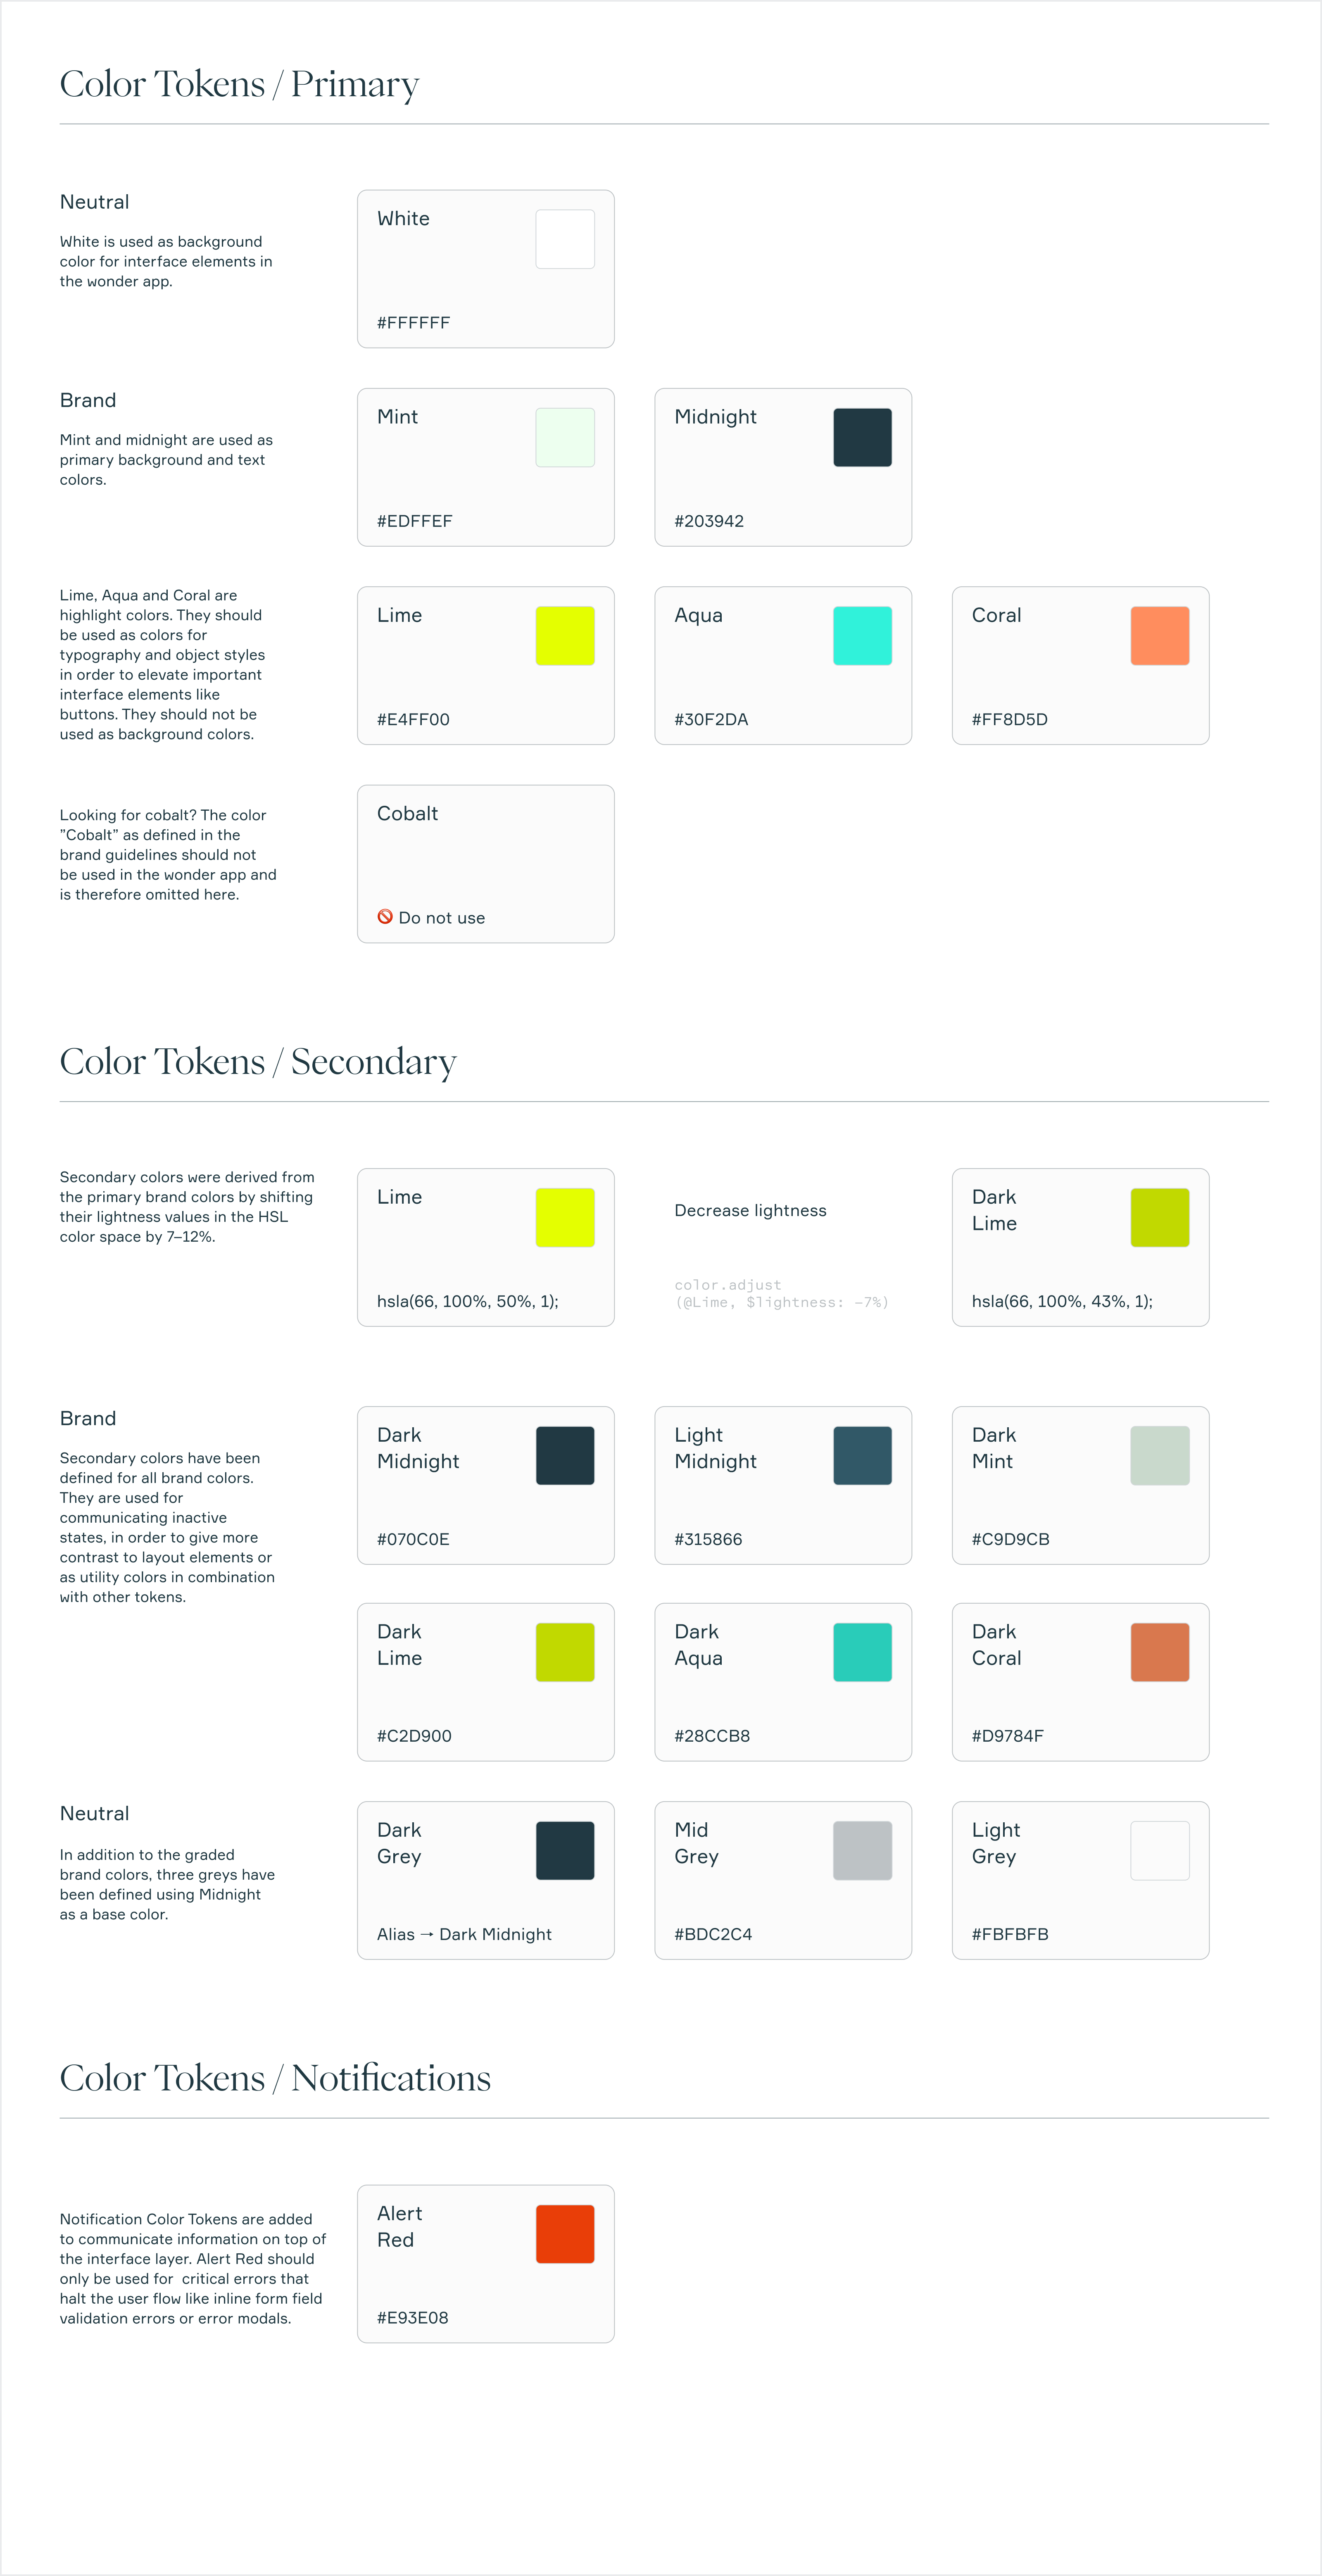 Color Tokens / Primary
Neutral
White is used as background
color for interface elements in
the wonder app.
White
#FFFFFF
Brand
Mint and midnight are used as
primary background and text
colors.
Mint
#EDFFEF
Midnight
#203942
Lime, Aqua and Coral are
highlight colors. They should
be used as colors for
typography and object styles
in order to elevate important
interface elements like
buttons. They should not be
used as background colors.
Lime
#E4FF00
Aqua
#30F2DA
Coral
#FF8D5D
Looking for cobalt? The color
”Cobalt” as defined in the
brand guidelines should not
be used in the wonder app and
is therefore omitted here.
Cobalt
🚫 Do not use
Color Tokens / Secondary
Secondary colors were derived from
the primary brand colors by shifting
their lightness values in the HSL
color space by 7–12%.
Lime
hsla(66, 100%, 50%, 1);
Decrease lightness
color.adjust
(@Lime, $lightness: -7%)
Dark
Lime
hsla(66, 100%, 43%, 1);
Brand
Secondary colors have been
defined for all brand colors.
They are used for
communicating inactive
states, in order to give more
contrast to layout elements or
as utility colors in combination
with other tokens.
Dark
Midnight
#070C0E
Light
Midnight
#315866
Dark
Mint
#C9D9CB
Dark
Lime
#C2D900
Dark
Aqua
#28CCB8
Dark
Coral
#D9784F
Neutral
In addition to the graded
brand colors, three greys have
been defined using Midnight
as a base color.
Dark
Grey
Alias → Dark Midnight
Mid
Grey
#BDC2C4
Light
Grey
#FBFBFB
Color Tokens / Notifications
Notification Color Tokens are added
to communicate information on top of
the interface layer. Alert Red should
only be used for  critical errors that
halt the user flow like inline form field
validation errors or error modals.
Alert
Red
#E93E08